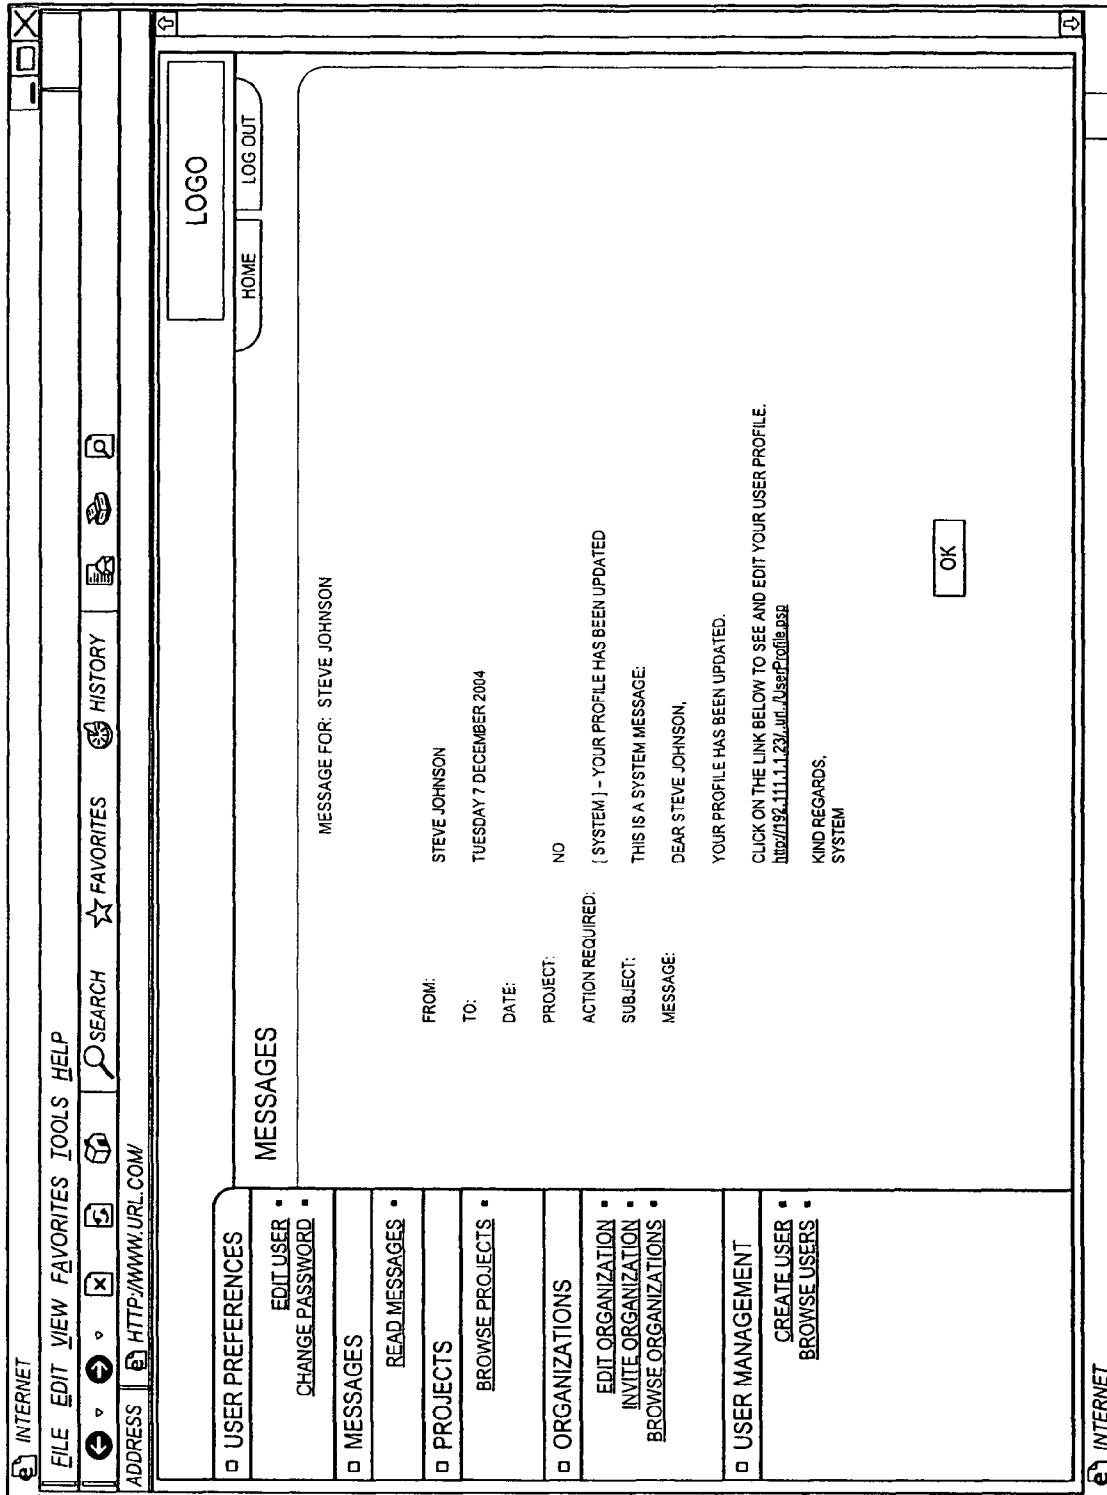 INTERNET
FILE EDIT VIEW FAVORITES TOOLS HELP
SEARCH FAVORITES HISTORY
ADDRESS HTTP://WWW.URL.COM/
LOGO
HOME LOG OUT
USER PREFERENCES
EDIT USER
CHANGE PASSWORD
MESSAGES
READ MESSAGES
PROJECTS
BROWSE PROJECTS
ORGANIZATIONS
EDIT ORGANIZATION
INVITE ORGANIZATION
BROWSE ORGANIZATIONS
USER MANAGEMENT
CREATE USER
BROWSE USERS
MESSAGES
MESSAGE FOR: STEVE JOHNSON
FROM: STEVE JOHNSON
TO: TUESDAY 7 DECEMBER 2004
DATE:
PROJECT: NO
ACTION REQUIRED: [ SYSTEM ] - YOUR PROFILE HAS BEEN UPDATED
SUBJECT: THIS IS A SYSTEM MESSAGE:
MESSAGE: DEAR STEVE JOHNSON,
YOUR PROFILE HAS BEEN UPDATED.
CLICK ON THE LINK BELOW TO SEE AND EDIT YOUR USER PROFILE.
http://192.111.1.123/..url../UserProfile.psp
KIND REGARDS,
SYSTEM
OK
INTERNET